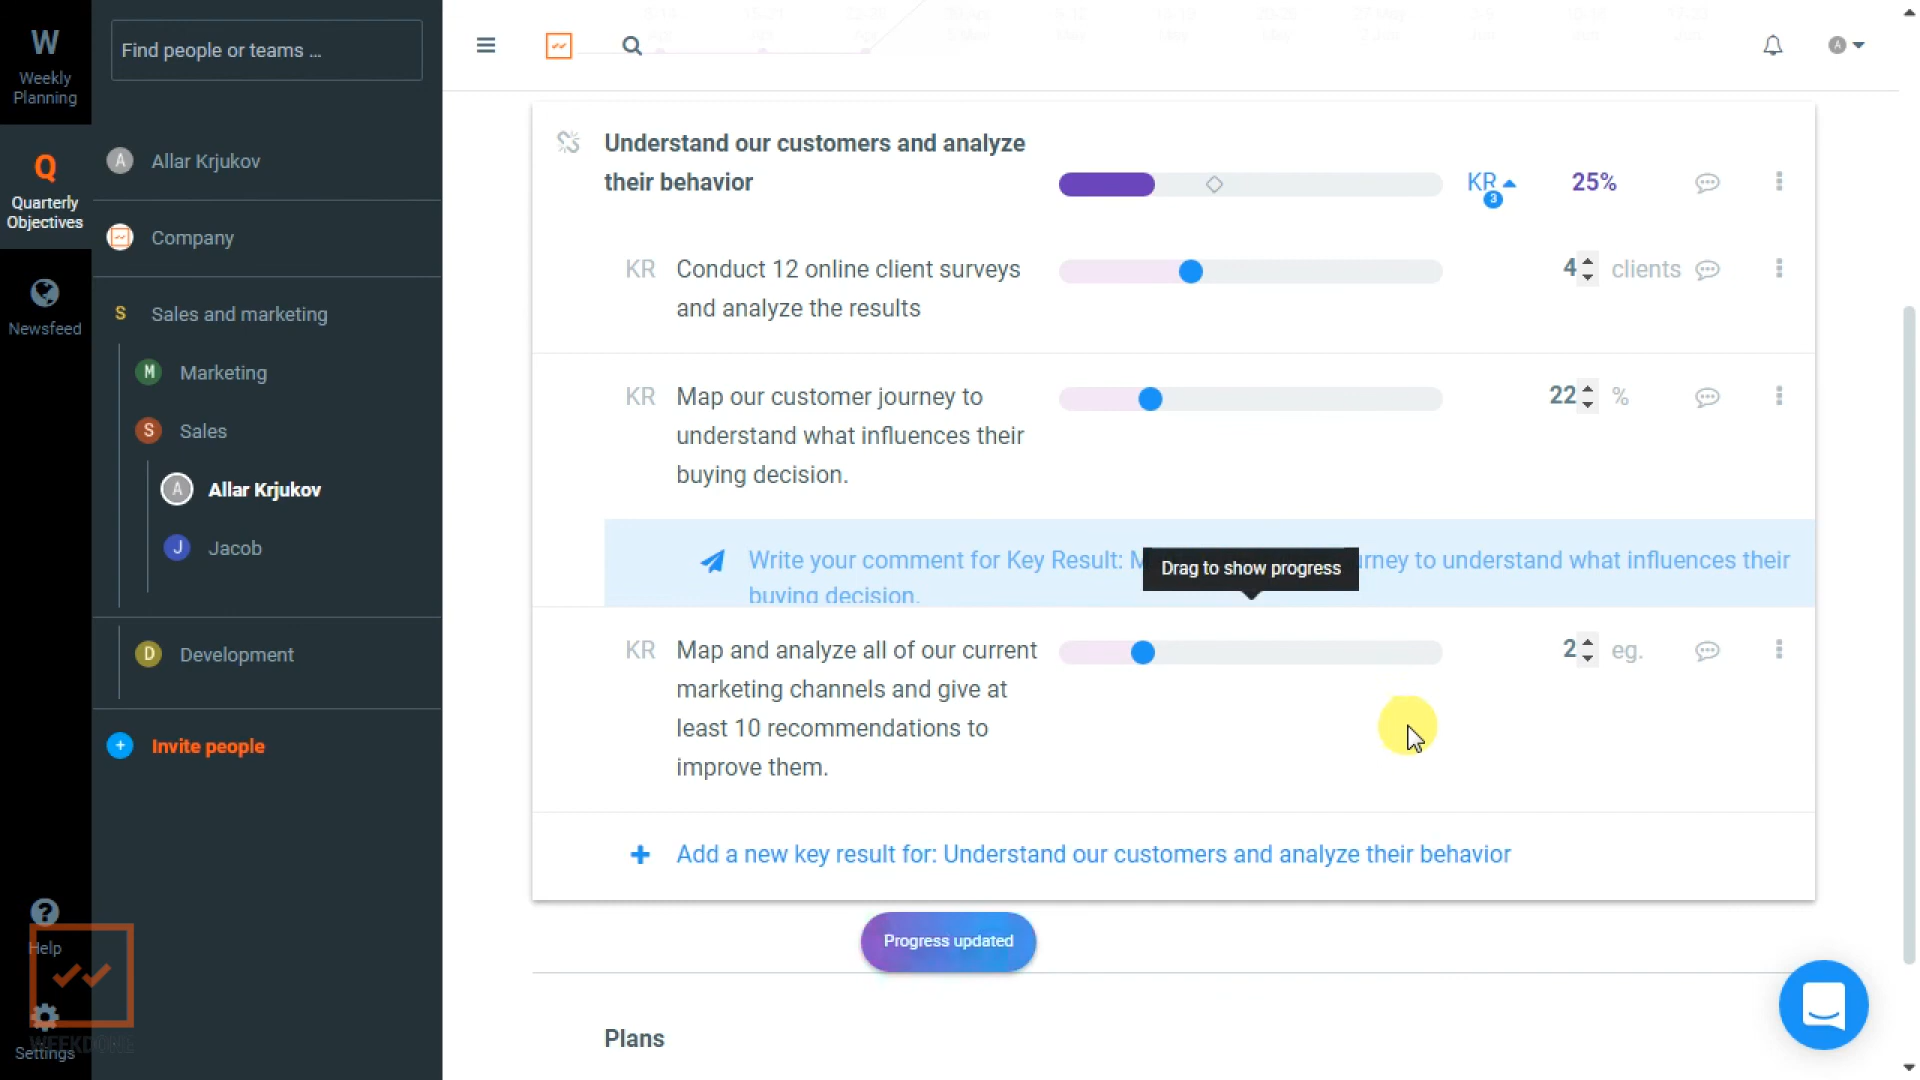 W
Weekly
Planning
Q
Quarterly
Objectives
Newsfeed
?
Help
WEEKDONE
Settings
Find people or teams ...
A Allar Krjukov
Company
S Sales and marketing
M Marketing
S Sales
A Allar Krjukov
J Jacob
D Development
+ Invite people
A
Understand our customers and analyze
their behavior
KR
3
25%
KR Conduct 12 online client surveys
and analyze the results
4 clients
KR Map our customer journey to
understand what influences their
buying decision.
22 %
Write your comment for Key Result: M
urney to understand what influences their
buying decision.
Drag to show progress
KR Map and analyze all of our current
marketing channels and give at
least 10 recommendations to
improve them.
2 eg.
+ Add a new key result for: Understand our customers and analyze their behavior
Progress updated
Plans